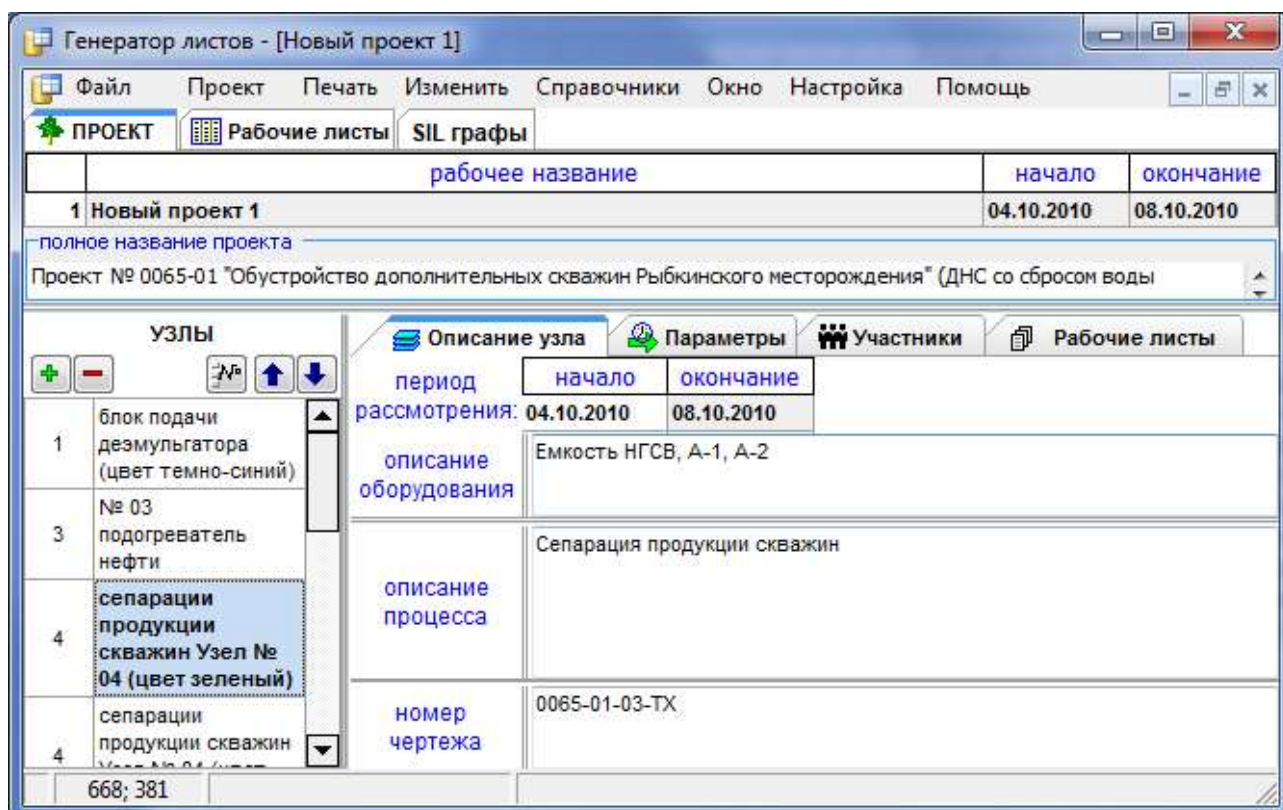 Генератор листов - [Новый проект 1]
Файл Проект Печать Изменить Справочники Окно Настройка Помощь
ПРОЕКТ Рабочие листы SIL графы
рабочее название начало окончание
1 Новый проект 1 04.10.2010 08.10.2010
полное название проекта
Проект № 0065-01 "Обустройство дополнительных скважин Рыбкинского месторождения" (ДНС со сбросом воды
УЗЛЫ
1 блок подачи
деэмульгатора
(цвет темно-синий)
3 № 03
подогреватель
нефти
4 сепарации
продукции
скважин Узел №
04 (цвет зеленый)
4 сепарации
продукции скважин
Узел № 04 (цвет
Описание узла Параметры Участники Рабочие листы
период
рассмотрения:
начало окончание
04.10.2010 08.10.2010
описание
оборудования
Емкость НГСВ, А-1, А-2
описание
процесса
Сепарация продукции скважин
номер
чертежа
0065-01-03-ТХ
668; 381